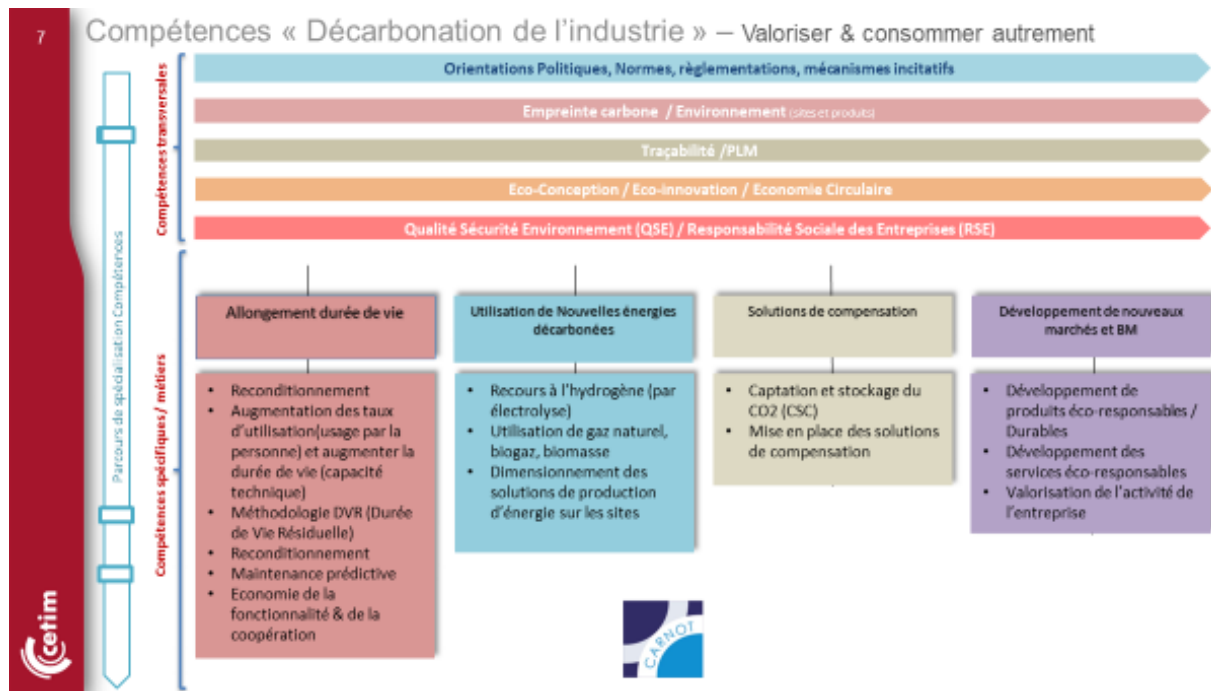 7
Compétences « Décarbonation de l'industrie » – Valoriser & consommer autrement
Parcours de spécialisation Compétences
Compétences transversales
Orientations Politiques, Normes, règlementations, mécanismes incitatifs
Empreinte carbone / Environnement (sites et produits)
Traçabilité /PLM
Eco-Conception / Eco-innovation / Economie Circulaire
Qualité Sécurité Environnement (QSE) / Responsabilité Sociale des Entreprises (RSE)
Compétences spécifiques/ métiers
Allongement durée de vie
• Reconditionnement
• Augmentation des taux
d'utilisation(usage par la
personne) et augmenter la
durée de vie (capacité
technique)
• Méthodologie DVR (Durée
de Vie Résiduelle)
• Reconditionnement
• Maintenance prédictive
• Economie de la
fonctionnalité & de la
coopération
Utilisation de Nouvelles énergies
décarbonées
• Recours à l'hydrogène (par
électrolyse)
• Utilisation de gaz naturel,
biogaz, biomasse
• Dimensionnement des
solutions de production
d'énergie sur les sites
Solutions de compensation
• Captation et stockage du
CO2 (CSC)
• Mise en place des solutions
de compensation
Développement de nouveaux
marchés et BM
• Développement de
produits éco-responsables /
Durables
• Développement des
services éco-responsables
• Valorisation de l'activité de
l'entreprise
cetim
CARNOT